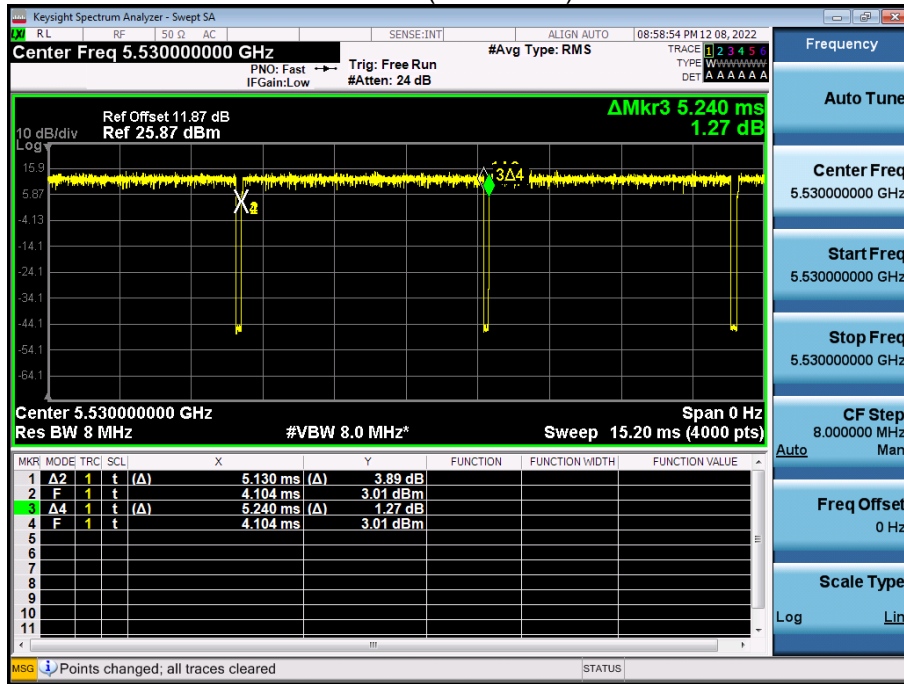 Keysight Spectrum Analyzer - Swept SA
LXI RL RF 50 Ω AC SENSE:INT ALIGN AUTO 08:58:54 PM 12 08, 2022
Center Freq 5.530000000 GHz #Avg Type: RMS TRACE 1 2 3 4 5 6
PNO: Fast Trig: Free Run TYPE WWWWWW
IFGain:Low #Atten: 24 dB DET A A A A A A
Ref Offset 11.87 dB ΔMkr3 5.240 ms
10 dB/div Ref 25.87 dBm 1.27 dB
Log
15.9
3Δ4
5.87
2
-4.13
-14.1
-24.1
-34.1
-44.1
-54.1
-64.1
Center 5.530000000 GHz Span 0 Hz
Res BW 8 MHz #VBW 8.0 MHz* Sweep 15.20 ms (4000 pts)
MKR MODE TRC SCL X Y FUNCTION FUNCTION WIDTH FUNCTION VALUE
1 Δ2 1 t (Δ) 5.130 ms (Δ) 3.89 dB
2 F 1 t 4.104 ms 3.01 dBm
3 Δ4 1 t (Δ) 5.240 ms (Δ) 1.27 dB
4 F 1 t 4.104 ms 3.01 dBm
5
6
7
8
9
10
11
MSG Points changed; all traces cleared STATUS
Frequency
Auto Tune
Center Freq
5.530000000 GHz
Start Freq
5.530000000 GHz
Stop Freq
5.530000000 GHz
CF Step
8.000000 MHz
Auto Man
Freq Offset
0 Hz
Scale Type
Log Lin